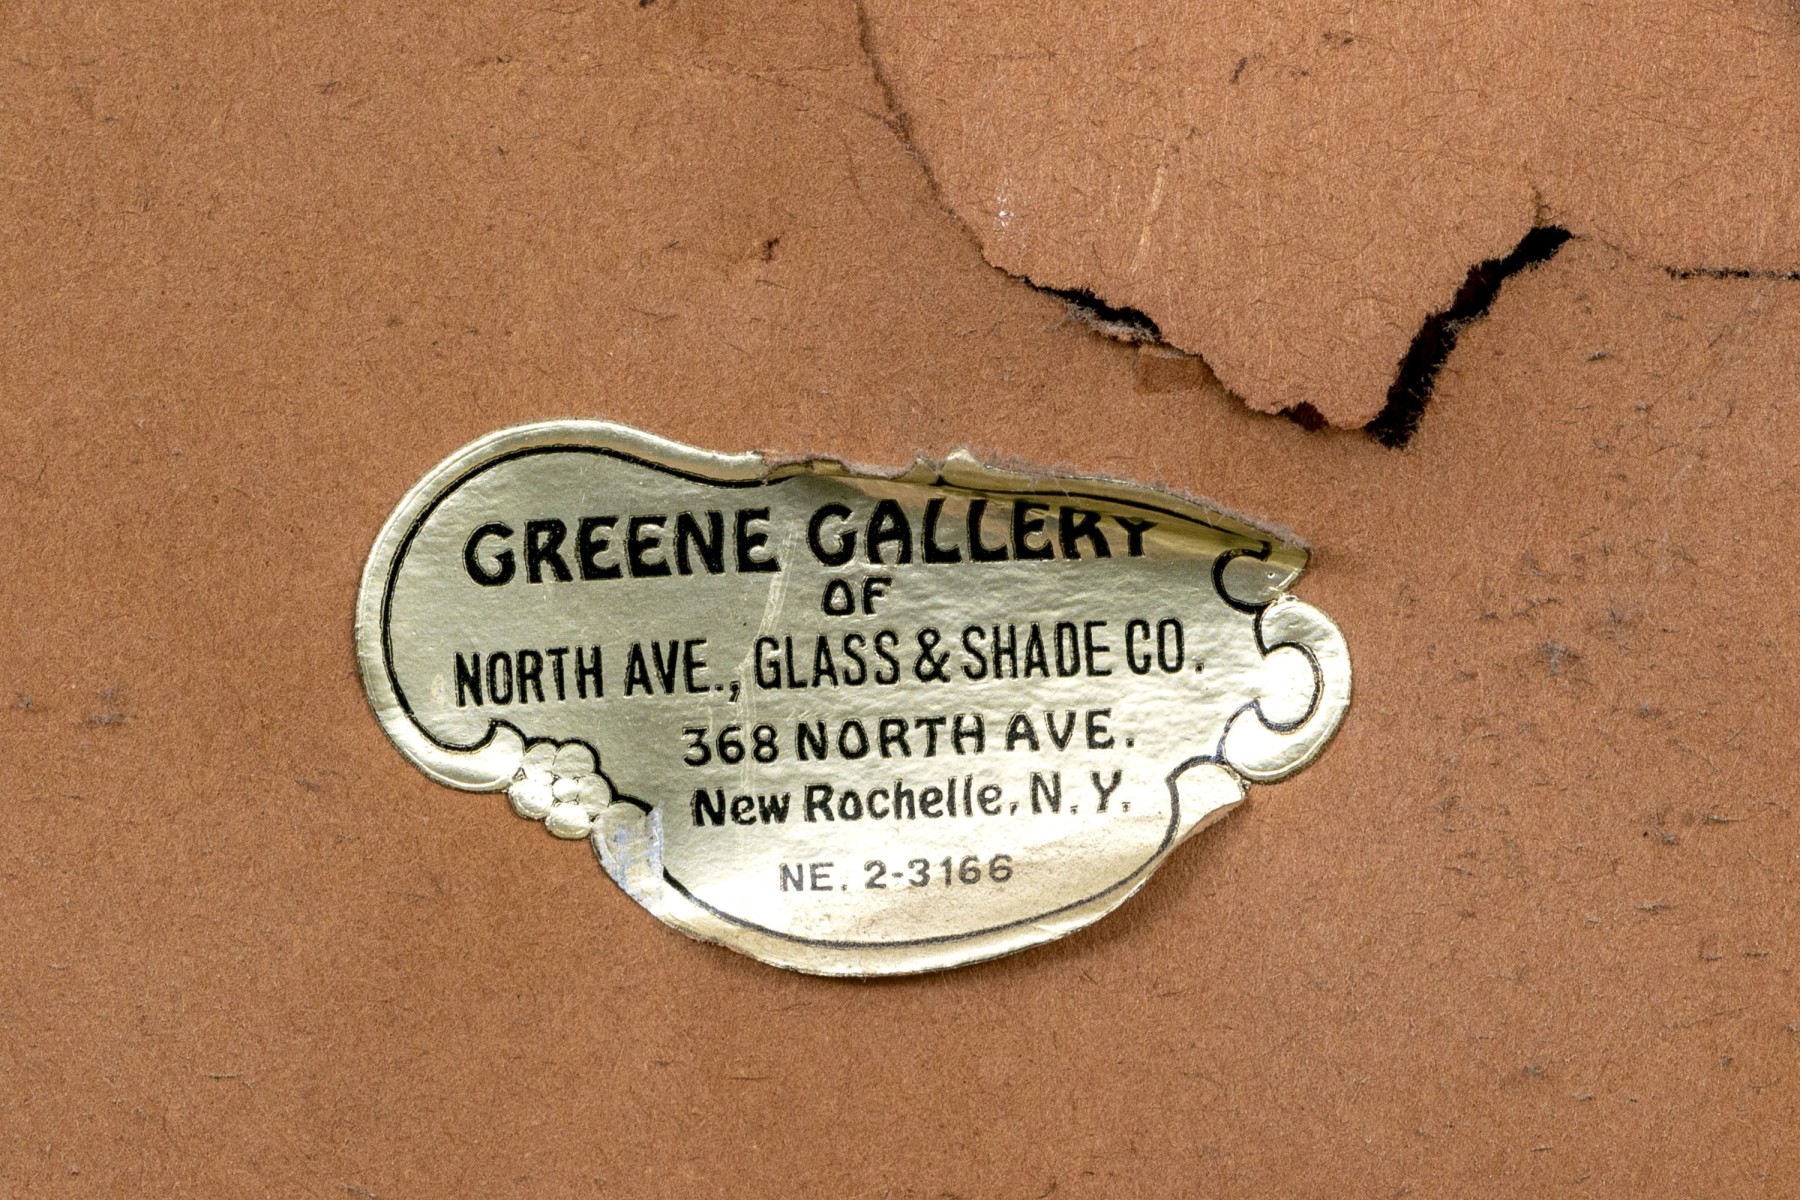 GREENE GALLERY
OF
NORTH AVE., GLASS & SHADE CO.
368 NORTH AVE.
New Rochelle, N. Y.
NE. 2-3166